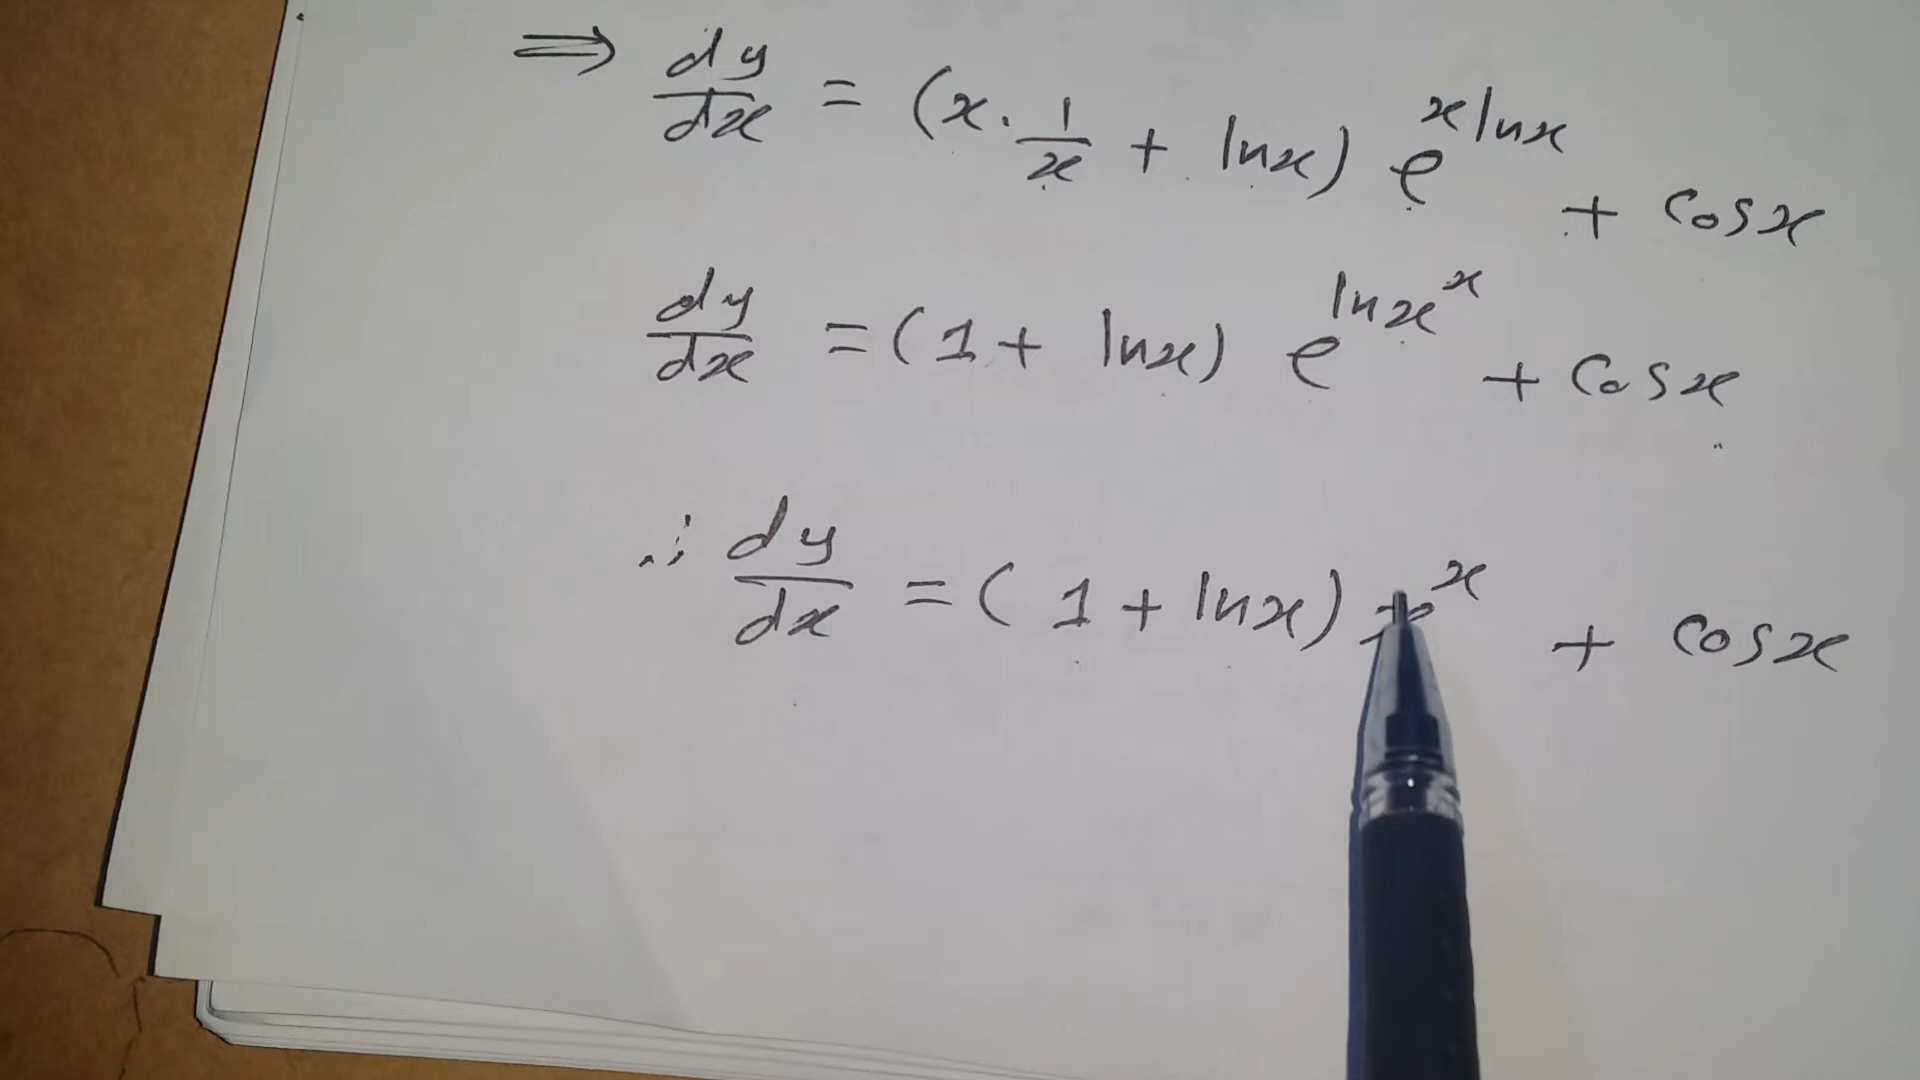 ⇒ dy/dx = (x · 1/x + lnx) e^{xlnx} + cosx
dy/dx = (1 + lnx) e^{lnx^x} + cosx
∴ dy/dx = (1 + lnx) x^x + cosx